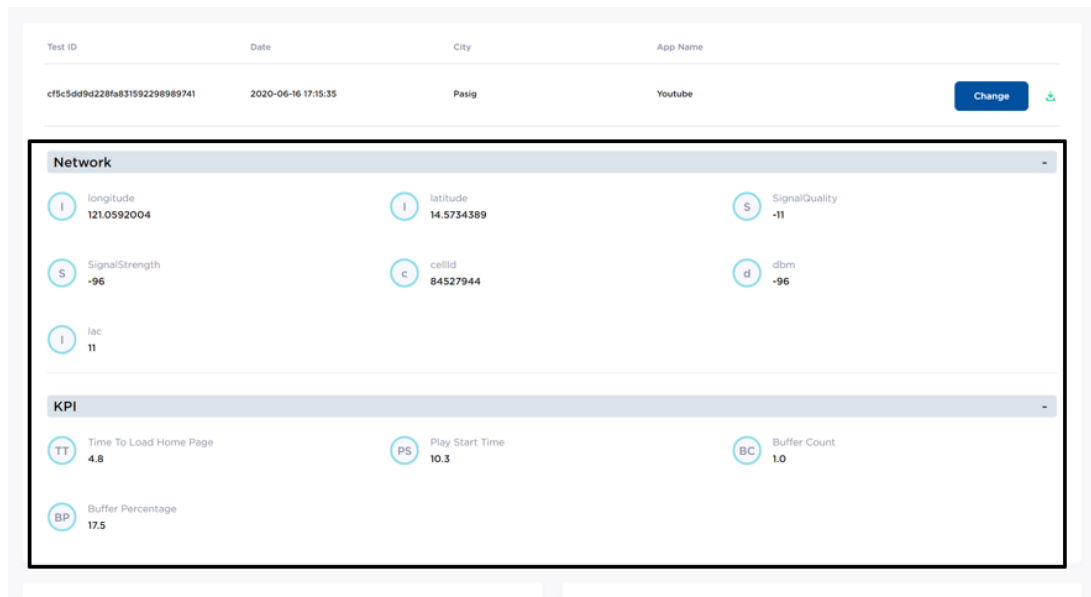 Test ID Date City App Name
cf5c5dd9d228fa831592298989741 2020-06-16 17:15:35 Pasig Youtube Change
Network -
l longitude l latitude S SignalQuality
121.0592004 14.5734389 -11
S SignalStrength c cellId d dbm
-96 84527944 -96
l lac
11
KPI -
TT Time To Load Home Page PS Play Start Time BC Buffer Count
4.8 10.3 1.0
BP Buffer Percentage
17.5